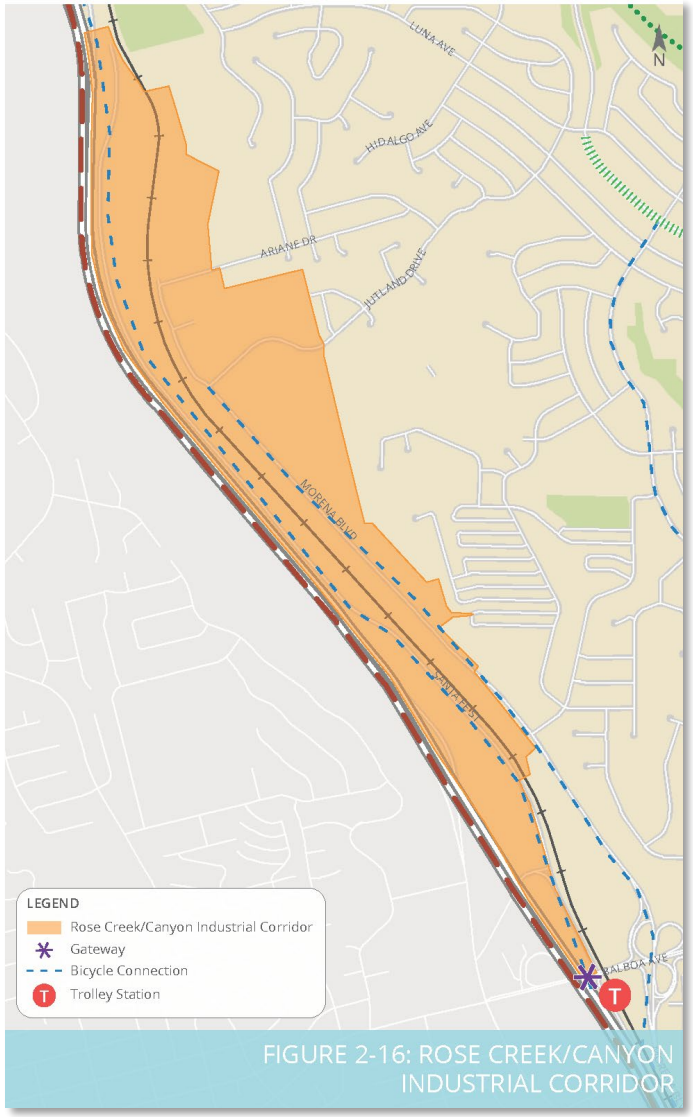 LUNA AVE
N
HIDALGO AVE
ARIANE DR
JUTLAND DRIVE
MORENA BLVD
SANTA FE ST
LEGEND
Rose Creek/Canyon Industrial Corridor
Gateway
Bicycle Connection
T Trolley Station
BALBOA AVE
T
FIGURE 2-16: ROSE CREEK/CANYON
INDUSTRIAL CORRIDOR